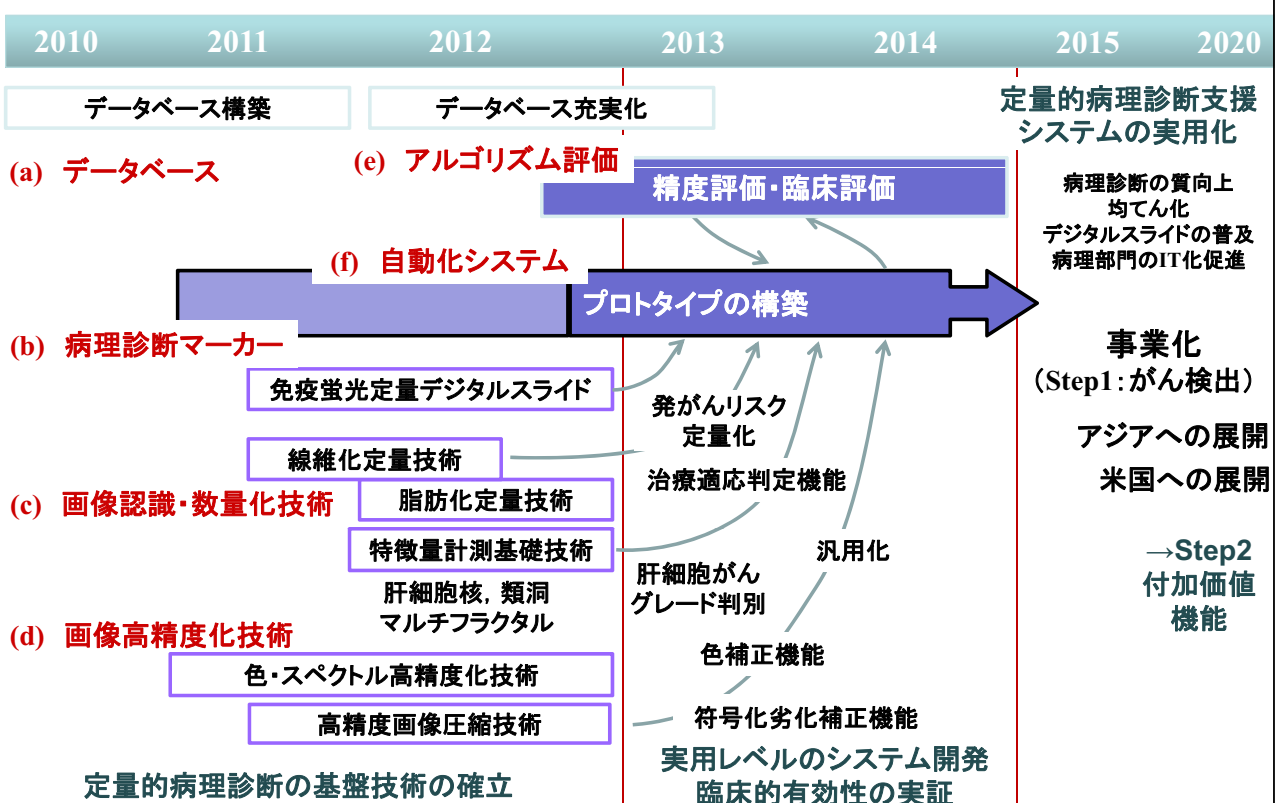 2010 2011 2012 2013 2014 2015 2020
データベース構築
データベース充実化
定量的病理診断支援
システムの実用化
(a) データベース
(e) アルゴリズム評価
精度評価・臨床評価
病理診断の質向上
均てん化
デジタルスライドの普及
病理部門のIT化促進
(f) 自動化システム
プロトタイプの構築
(b) 病理診断マーカー
免疫蛍光定量デジタルスライド
発がんリスク
定量化
事業化
（Step1：がん検出）
線維化定量技術
治療適応判定機能
アジアへの展開
米国への展開
(c) 画像認識・数量化技術
脂肪化定量技術
特徴量計測基礎技術
肝細胞核，類洞
マルチフラクタル
肝細胞がん
グレード判別
汎用化
→Step2
付加価値
機能
(d) 画像高精度化技術
色・スペクトル高精度化技術
色補正機能
高精度画像圧縮技術
符号化劣化補正機能
定量的病理診断の基盤技術の確立
実用レベルのシステム開発
臨床的有効性の実証